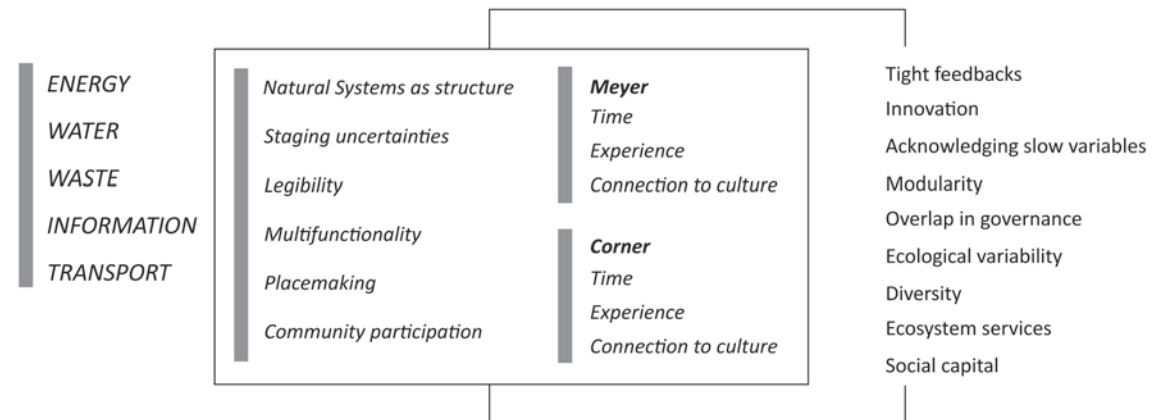 ENERGY
WATER
WASTE
INFORMATION
TRANSPORT
Natural Systems as structure
Staging uncertainties
Legibility
Multifunctionality
Placemaking
Community participation
Meyer
Time
Experience
Connection to culture
Corner
Time
Experience
Connection to culture
Tight feedbacks
Innovation
Acknowledging slow variables
Modularity
Overlap in governance
Ecological variability
Diversity
Ecosystem services
Social capital